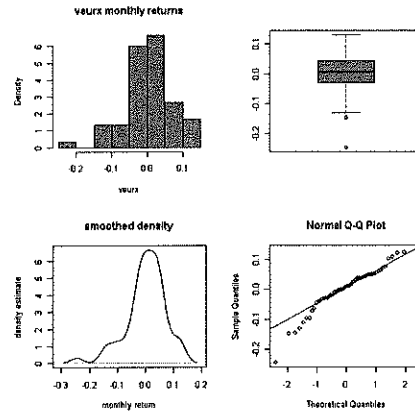 veurx monthly returns
Density
6
5
4
3
2
1
0
-0.2 -0.1 0.0 0.1
veurx
0.1
0.0
-0.1
-0.2
smoothed density
density estimate
6
5
4
3
2
1
0
-0.3 -0.2 -0.1 0.0 0.1 0.2
monthly return
Normal Q-Q Plot
Sample Quantiles
0.1
0.0
-0.1
-0.2
-2 -1 0 1 2
Theoretical Quantiles